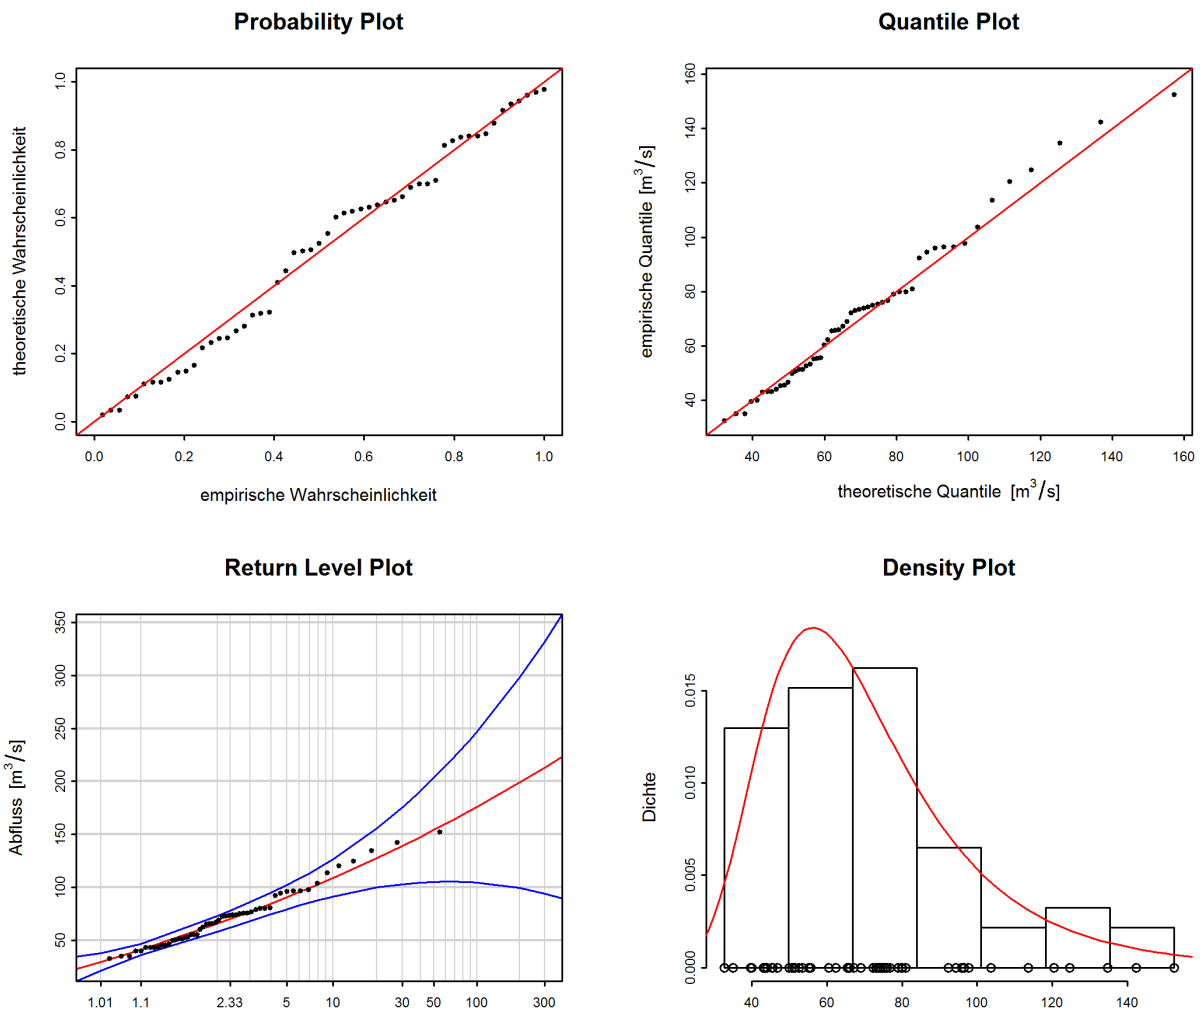 Probability Plot
theoretische Wahrscheinlichkeit
1.0
0.8
0.6
0.4
0.2
0.0
0.0 0.2 0.4 0.6 0.8 1.0
empirische Wahrscheinlichkeit
Quantile Plot
empirische Quantile [m³/s]
160
140
120
100
80
60
40
40 60 80 100 120 140 160
theoretische Quantile [m³/s]
Return Level Plot
Abfluss [m³/s]
350
300
250
200
150
100
50
1.01 1.1 2.33 5 10 30 50 100 300
Density Plot
Dichte
0.015
0.010
0.005
0.000
40 60 80 100 120 140